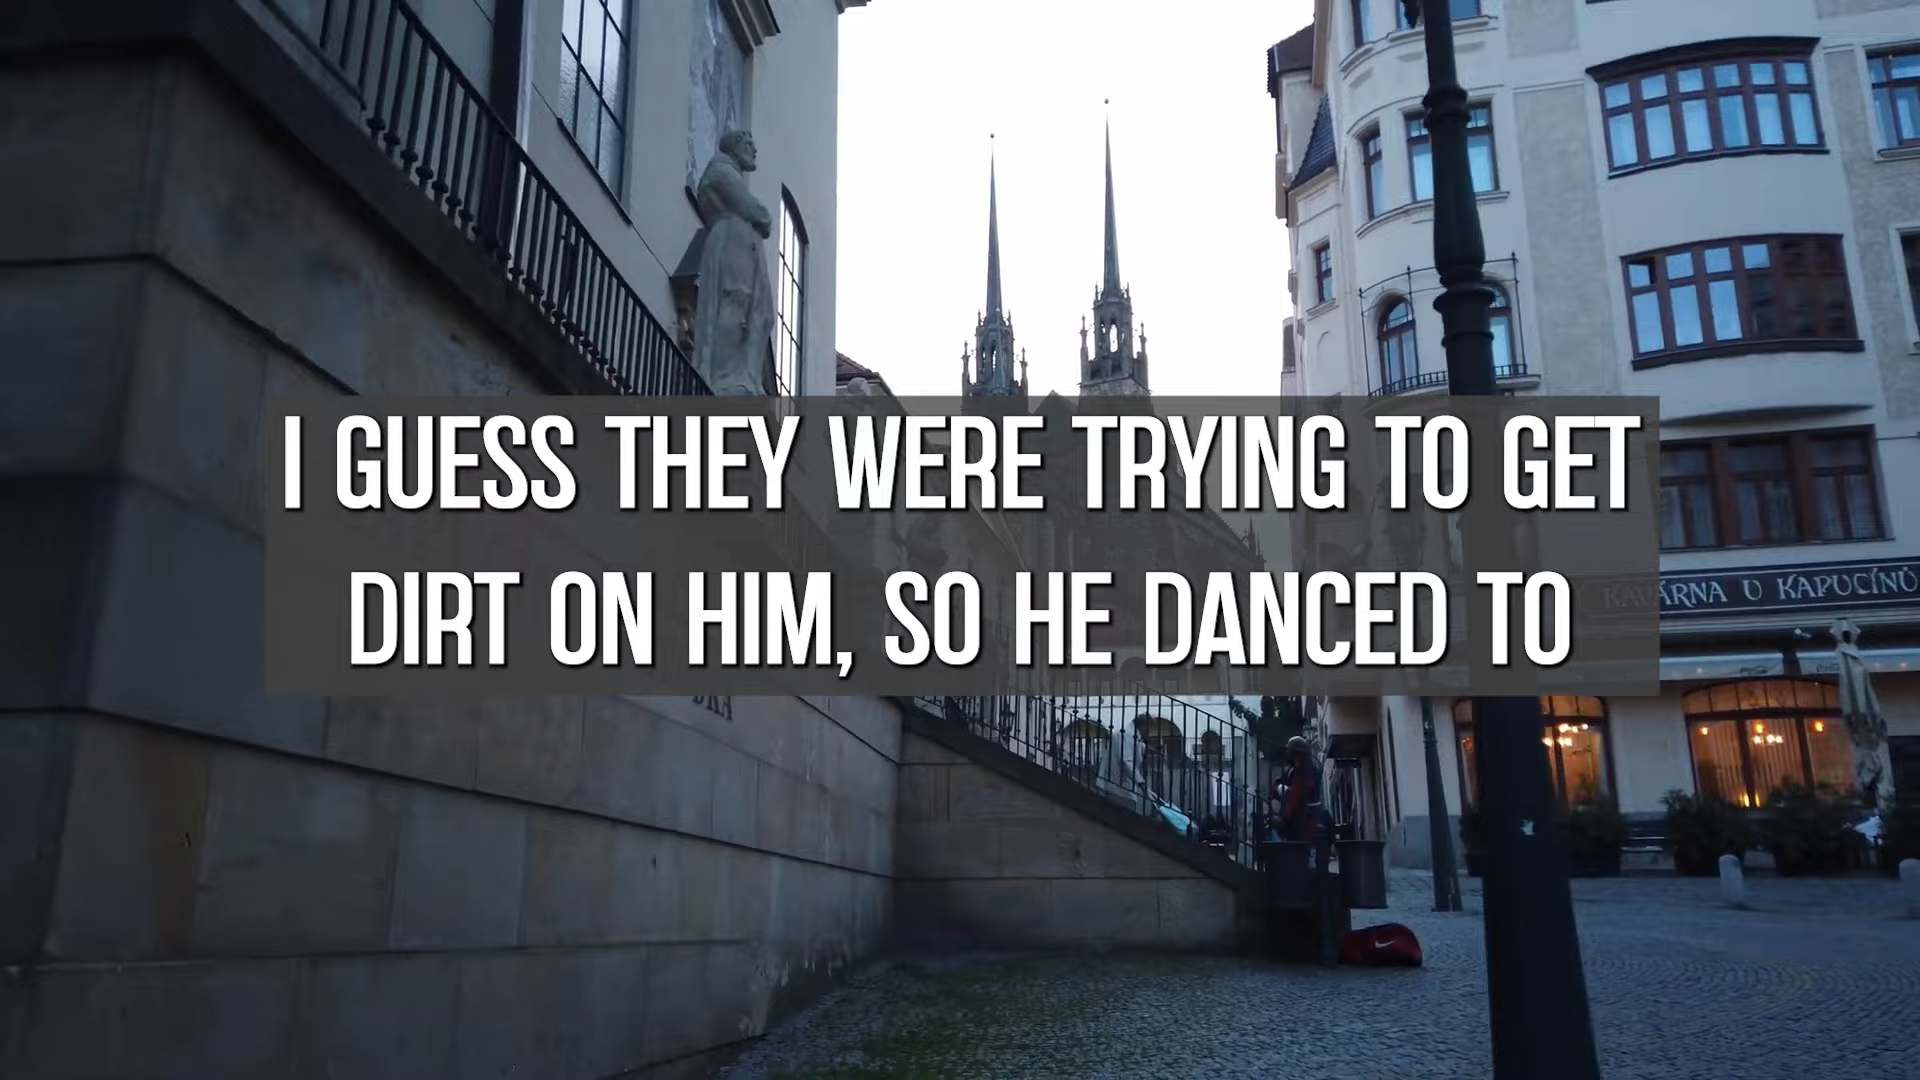 I GUESS THEY WERE TRYING TO GET
DIRT ON HIM, SO HE DANCED TO
KAVÁRNA U KAPUCÍNŮ